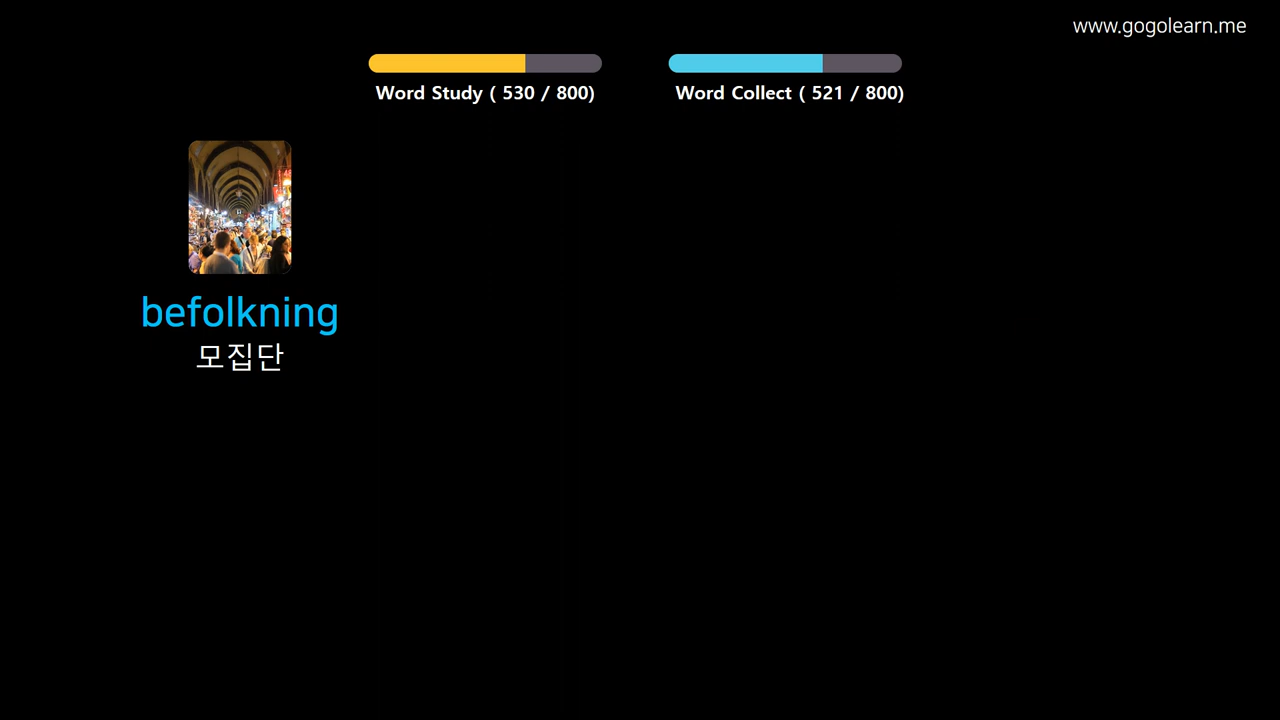 www.gogolearn.me
Word Study ( 530 / 800)
Word Collect ( 521 / 800)
befolkning
모집단